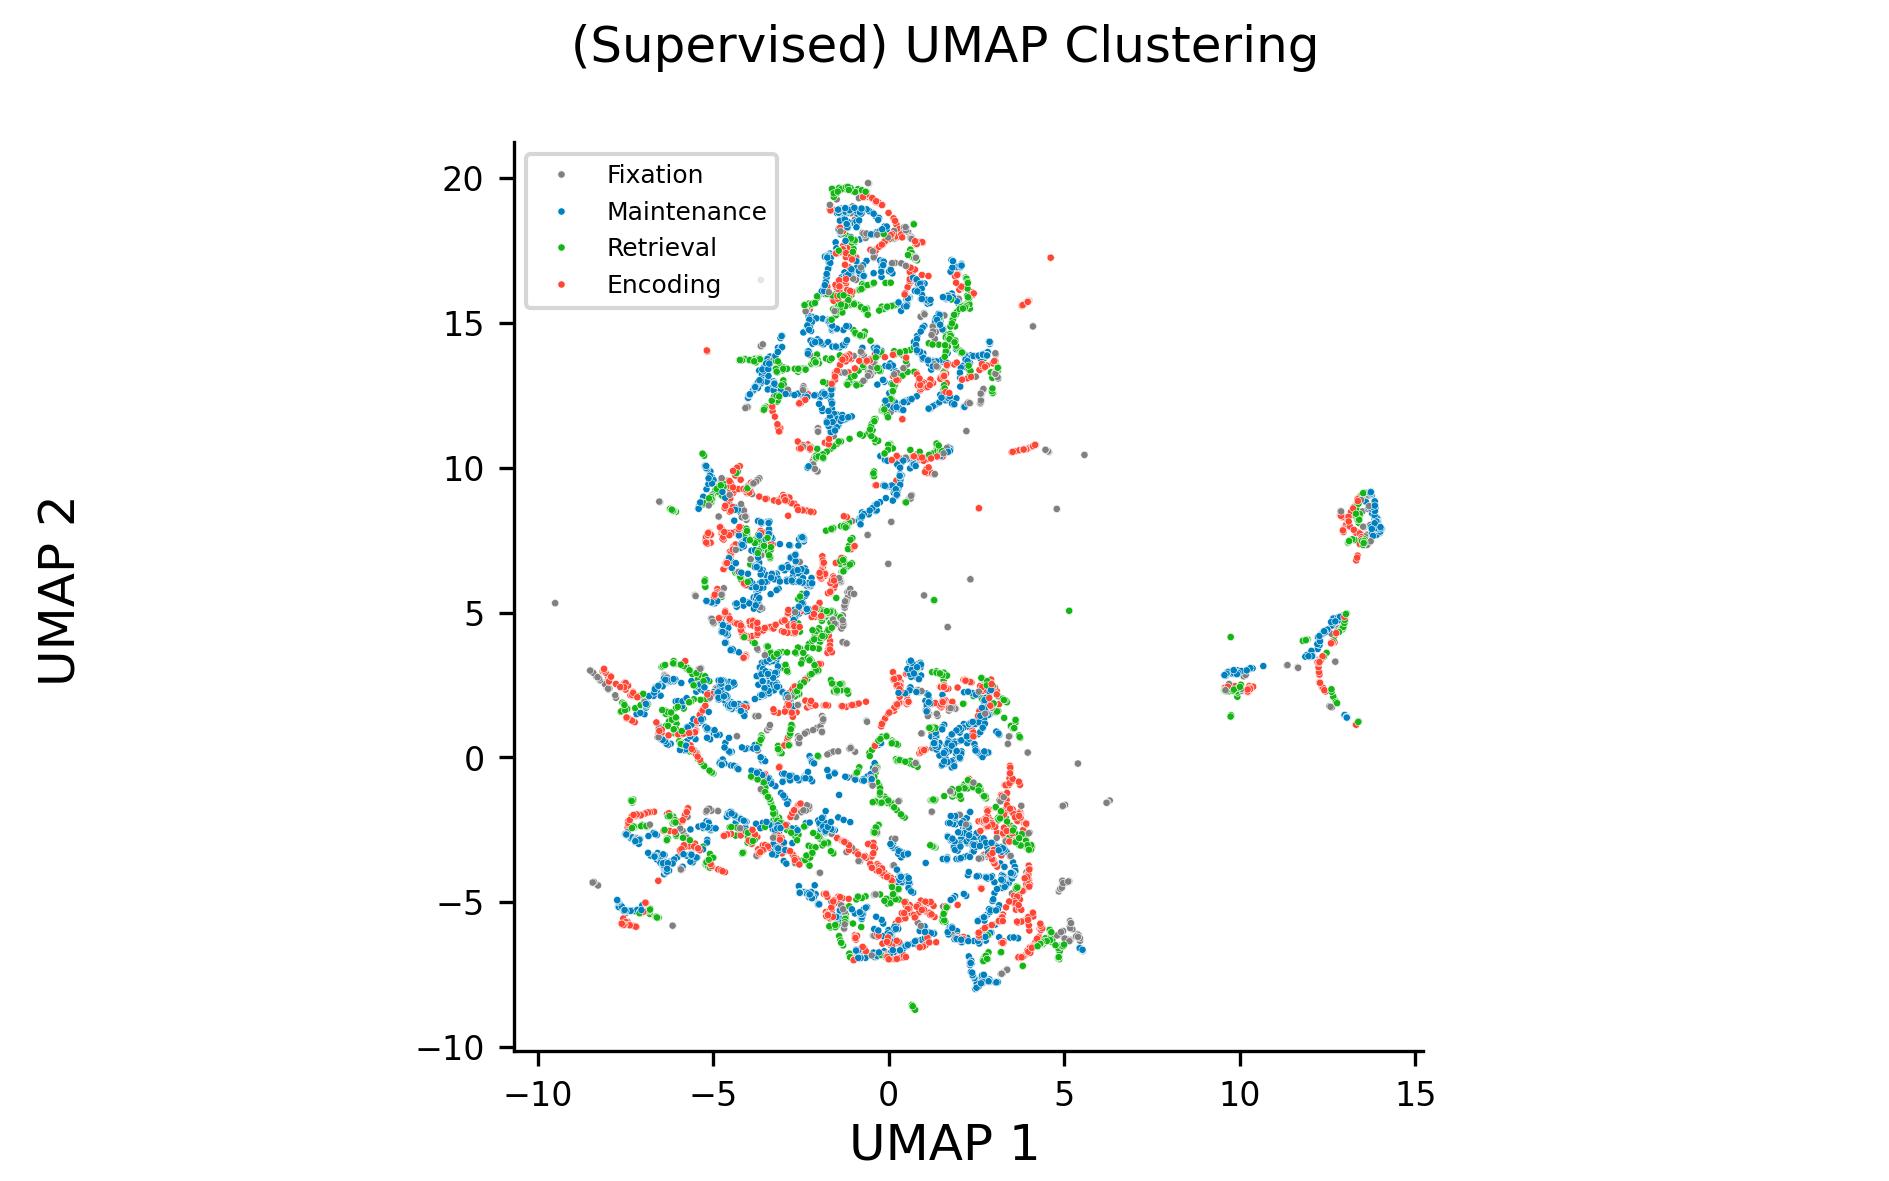 (Supervised) UMAP Clustering
UMAP 2
20
15
10
5
0
−5
−10
Fixation
Maintenance
Retrieval
Encoding
−10
−5
0
5
10
15
UMAP 1